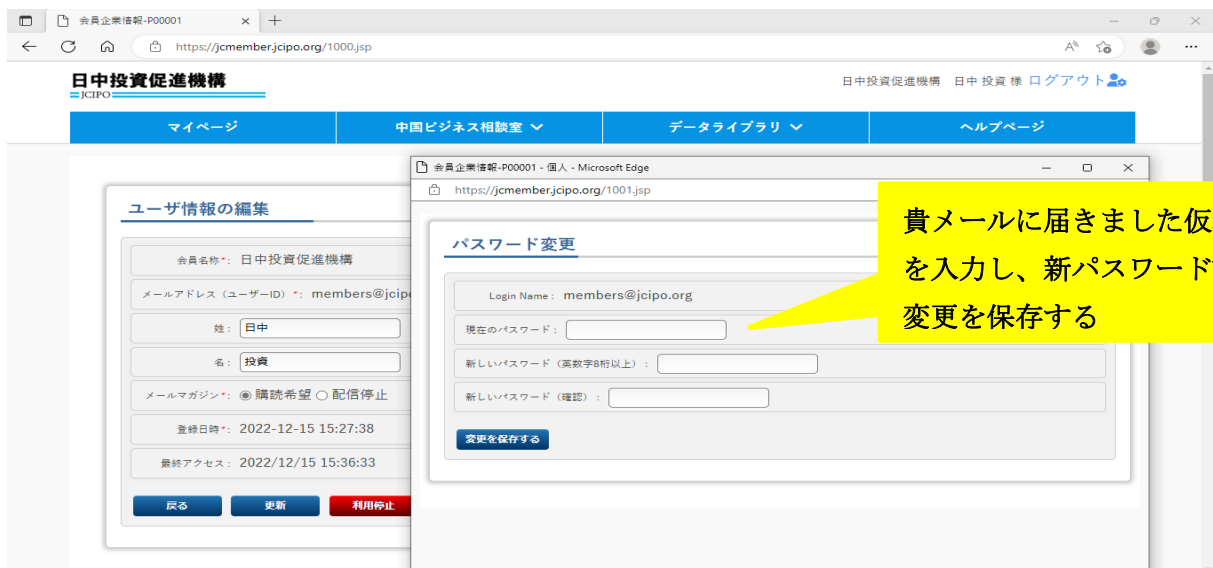 会員企業情報-P00001
https://jcmember.jcipo.org/1000.jsp
日中投資促進機構
JCIPO
日中投資促進機構 日中 投資 様 ログアウト
マイページ 中国ビジネス相談室 データライブラリ ヘルプページ
ユーザ情報の編集
会員名称*: 日中投資促進機構
メールアドレス（ユーザーID）*: members@jcipo
姓: 日中
名: 投資
メールマガジン*: 購読希望 配信停止
登録日時*: 2022-12-15 15:27:38
最終アクセス: 2022/12/15 15:36:33
戻る 更新 利用停止
会員企業情報-P00001 - 個人 - Microsoft Edge
https://jcmember.jcipo.org/1001.jsp
パスワード変更
Login Name: members@jcipo.org
現在のパスワード:
新しいパスワード（英数字8桁以上）:
新しいパスワード（確認）:
変更を保存する
貴メールに届きました仮
を入力し、新パスワード
変更を保存する